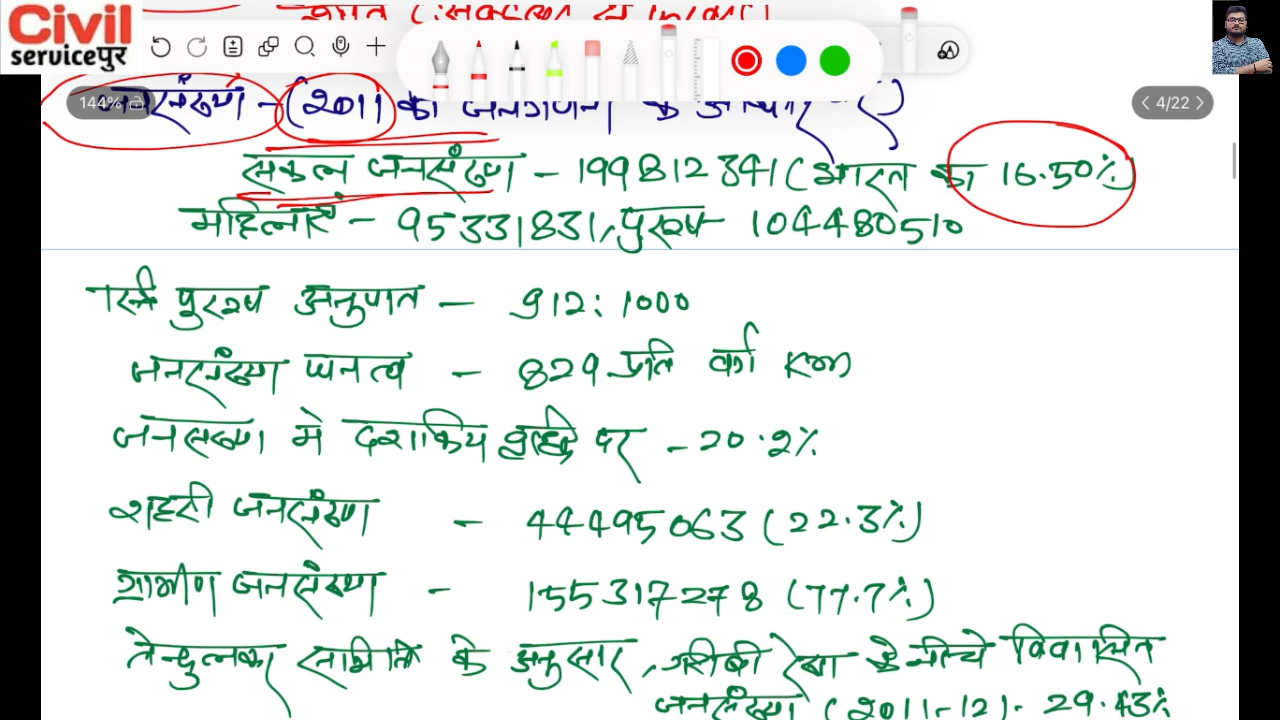 Civil
serviceपुर
144%
4/22
जनसंख्या - (2011 की जनगणना के
सकल जनसंख्या - 199812341 (भारत का 16.50%)
महिलाएं - 95331831, पुरुष 104480510
स्त्री पुरुष अनुपात - 912:1000
जनसंख्या घनत्व - 829 प्रति वर्ग km
जनसंख्या में दशकिय वृद्धि दर - 20.2%
शहरी जनसंख्या - 44495063 (22.3%)
ग्रामीण जनसंख्या - 155317278 (77.7%)
तेन्दुलकर समिति के अनुसार, गरीबी रेखा के नीचे
जनसंख्या (2011-12) - 29.43%